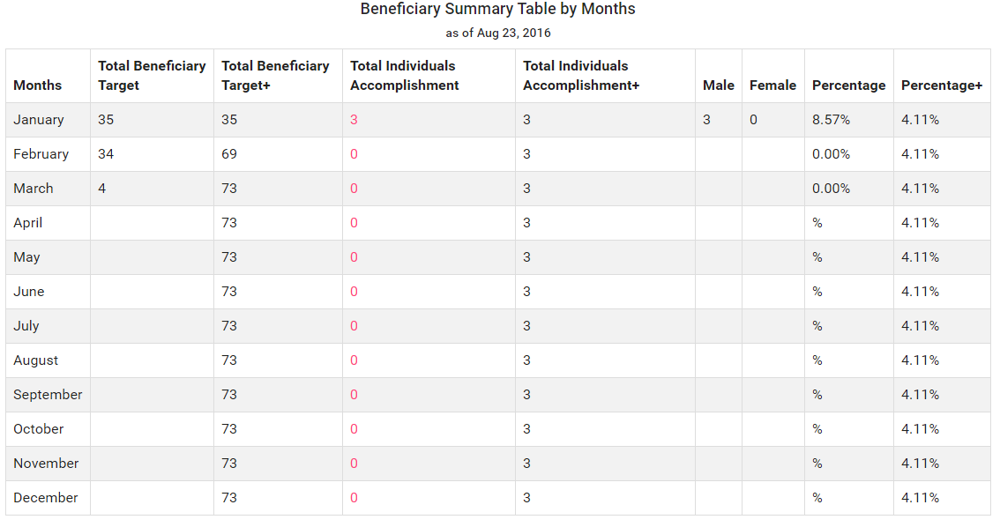 Beneficiary Summary Table by Months
as of Aug 23, 2016
Months Total Beneficiary Target Total Beneficiary Target+ Total Individuals Accomplishment Total Individuals Accomplishment+ Male Female Percentage Percentage+
January 35 35 3 3 3 0 8.57% 4.11%
February 34 69 0 3 0.00% 4.11%
March 4 73 0 3 0.00% 4.11%
April 73 0 3 % 4.11%
May 73 0 3 % 4.11%
June 73 0 3 % 4.11%
July 73 0 3 % 4.11%
August 73 0 3 % 4.11%
September 73 0 3 % 4.11%
October 73 0 3 % 4.11%
November 73 0 3 % 4.11%
December 73 0 3 % 4.11%